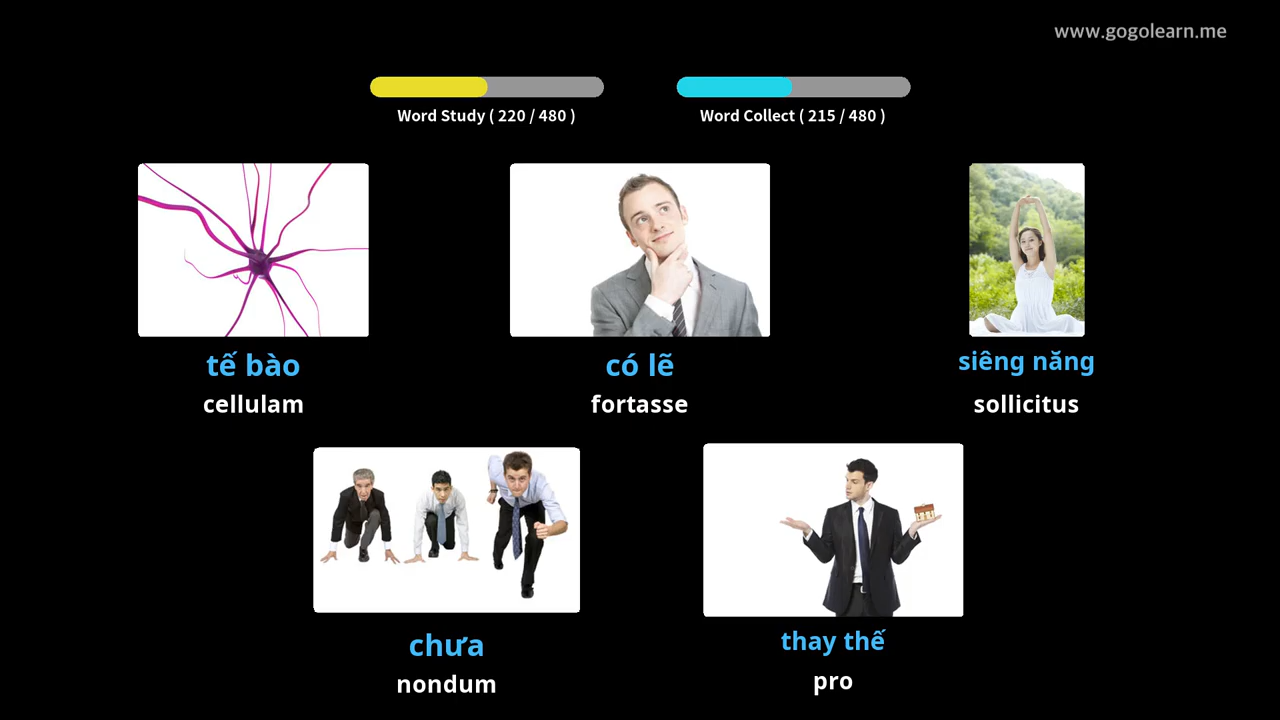 www.gogolearn.me
Word Study ( 220 / 480 )
Word Collect ( 215 / 480 )
tế bào
cellulam
có lẽ
fortasse
siêng năng
sollicitus
chưa
nondum
thay thế
pro